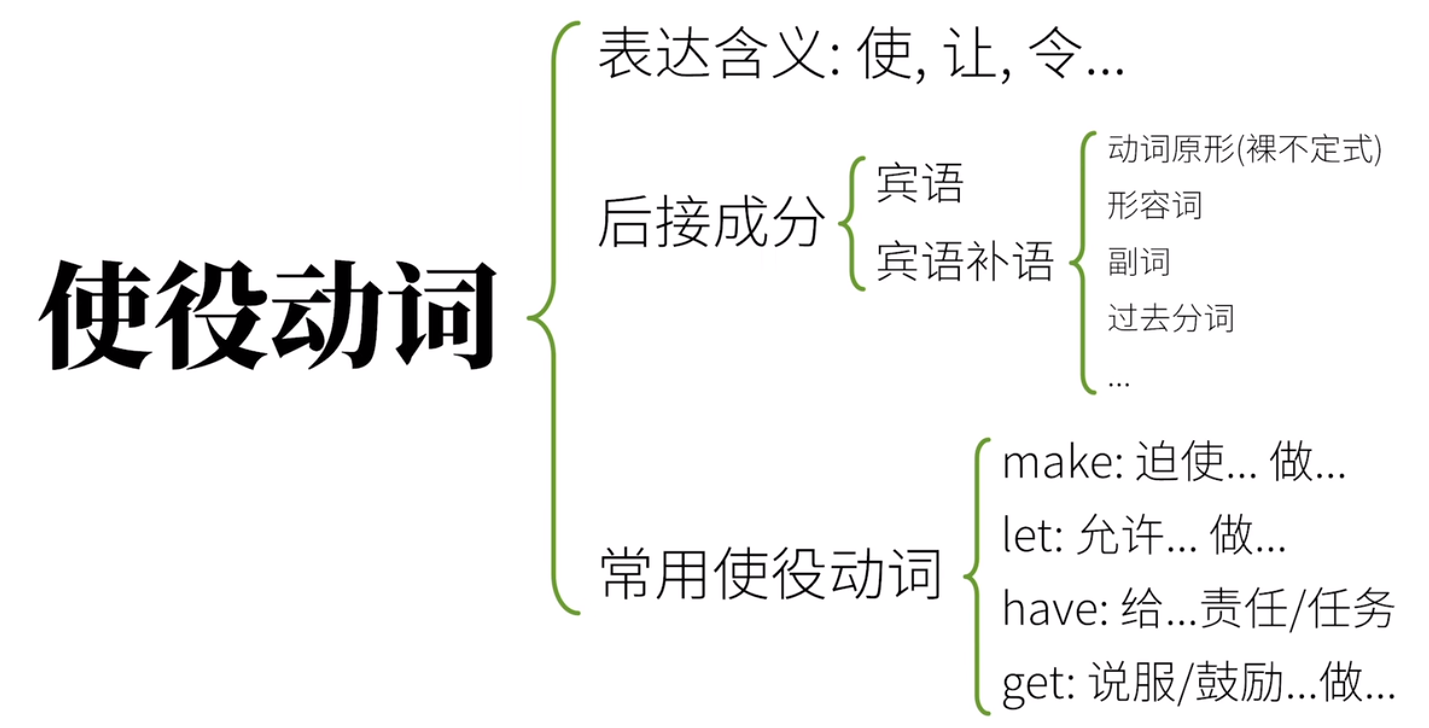 使役动词
表达含义: 使, 让, 令...
后接成分
宾语
宾语补语
动词原形(裸不定式)
形容词
副词
过去分词
...
常用使役动词
make: 迫使... 做...
let: 允许... 做...
have: 给...责任/任务
get: 说服/鼓励...做...